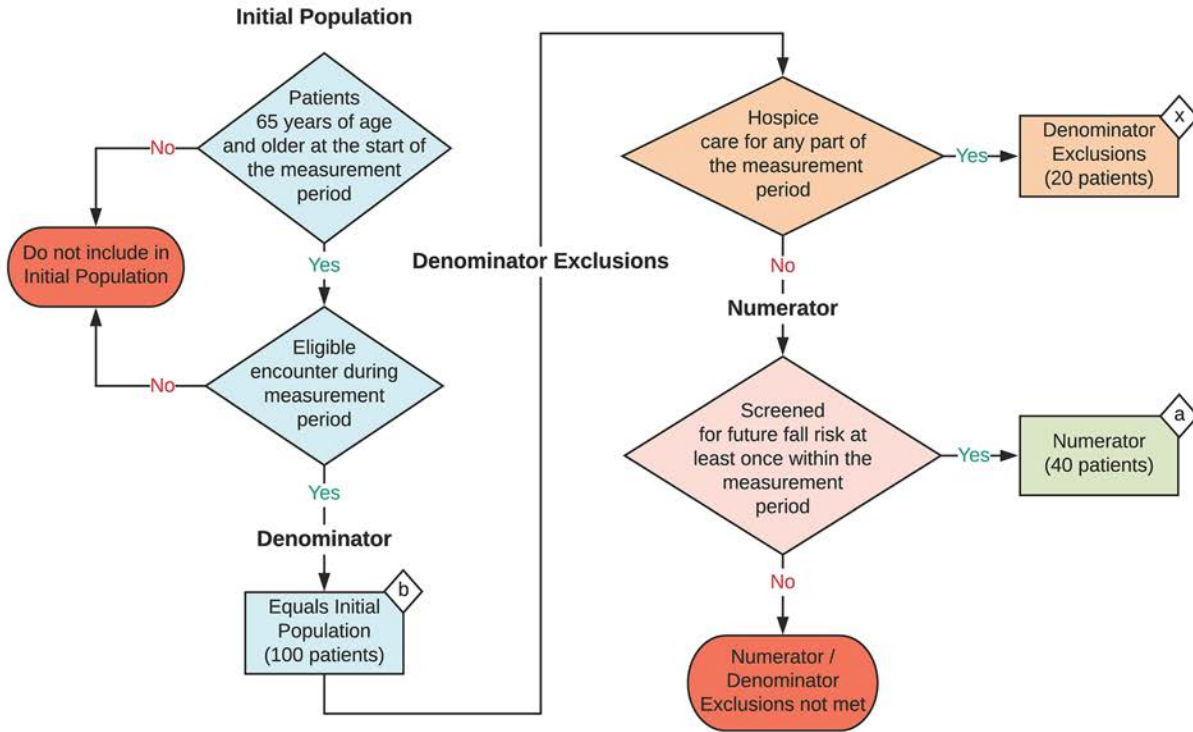 Initial Population
Patients
65 years of age
and older at the start of
the measurement
period
No
Do not include in
Initial Population
Yes
Eligible
encounter during
measurement
period
No
Yes
Denominator
b
Equals Initial
Population
(100 patients)
Denominator Exclusions
Hospice
care for any part of
the measurement
period
Yes
x
Denominator
Exclusions
(20 patients)
No
Numerator
Screened
for future fall risk at
least once within the
measurement
period
Yes
a
Numerator
(40 patients)
No
Numerator /
Denominator
Exclusions not met